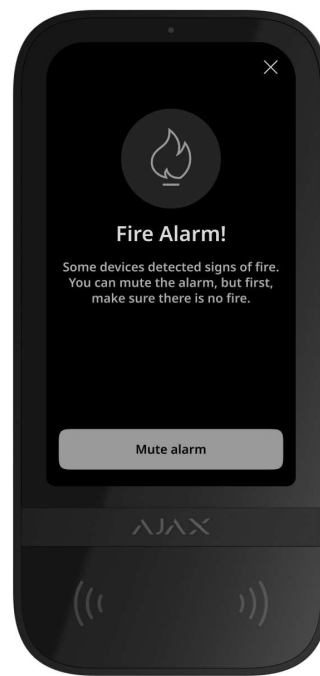 Fire Alarm!
Some devices detected signs of fire.
You can mute the alarm, but first,
make sure there is no fire.
Mute alarm
AJAX